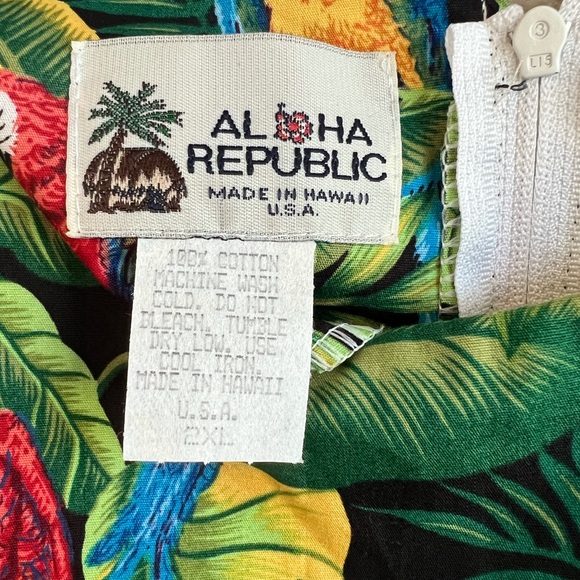 ALOHA
REPUBLIC
MADE IN HAWAII
U.S.A.
100% COTTON
MACHINE WASH
COLD. DO NOT
BLEACH. TUMBLE
DRY LOW. USE
COOL IRON.
MADE IN HAWAII
U.S.A.
2XL
3